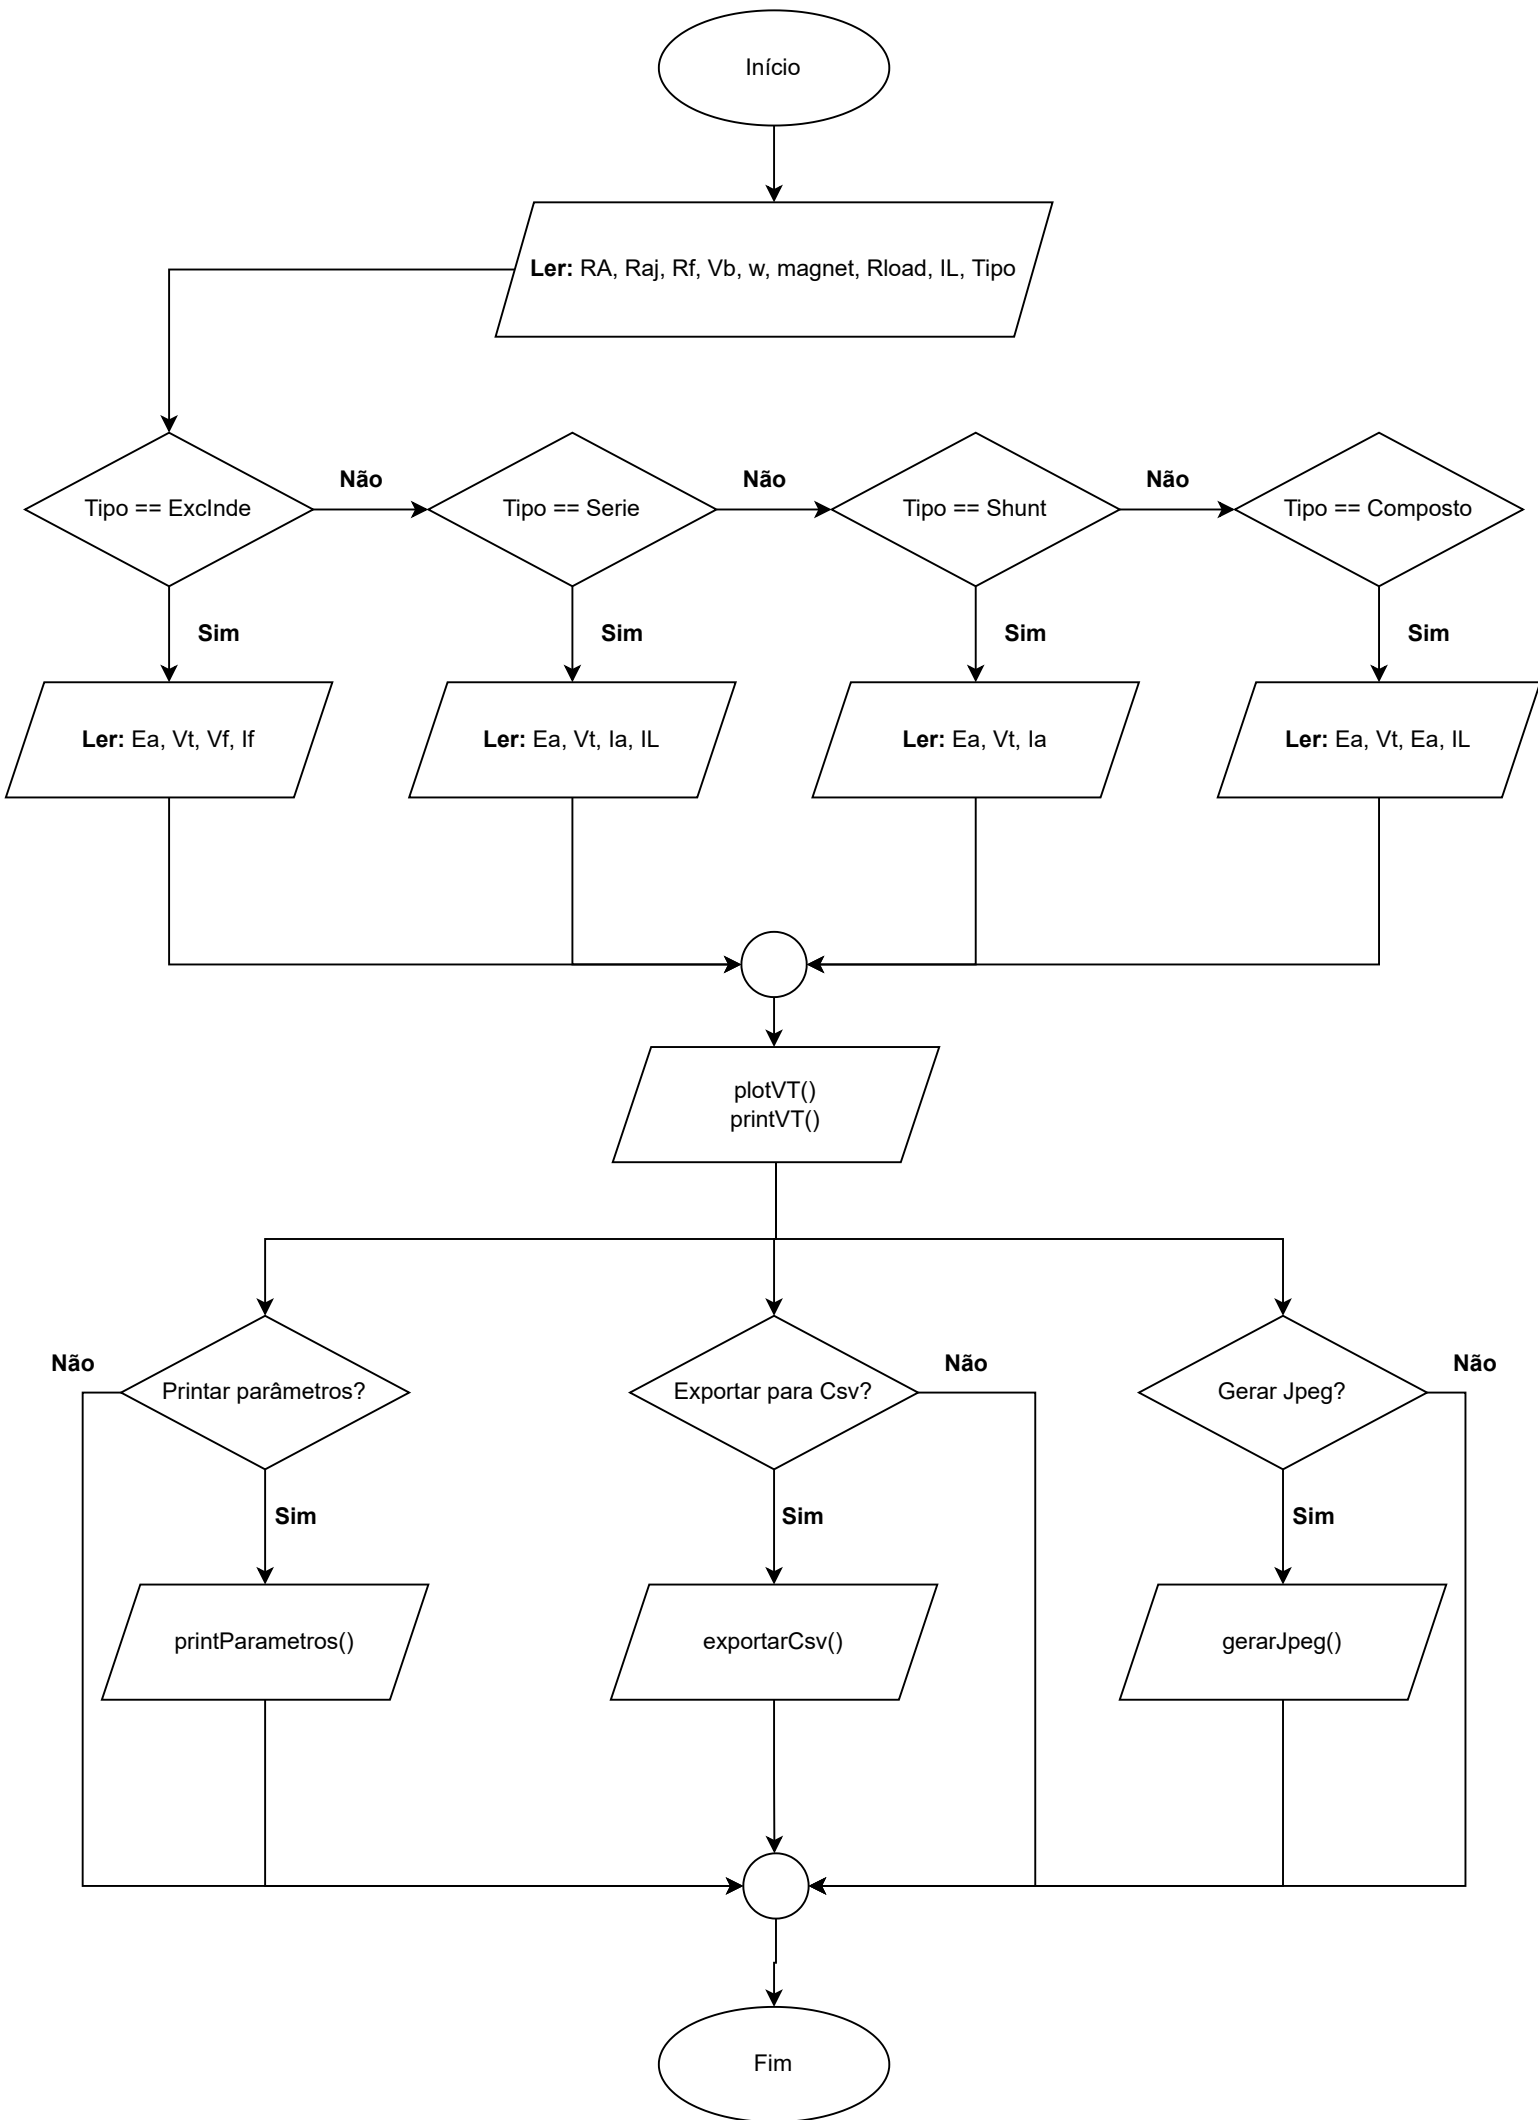 Início
Ler: RA, Raj, Rf, Vb, w, magnet, Rload, IL, Tipo
Tipo == ExcInde
Não
Tipo == Serie
Não
Tipo == Shunt
Não
Tipo == Composto
Sim
Sim
Sim
Sim
Ler: Ea, Vt, Vf, If
Ler: Ea, Vt, Ia, IL
Ler: Ea, Vt, Ia
Ler: Ea, Vt, Ea, IL
plotVT()
printVT()
Não
Printar parâmetros?
Exportar para Csv?
Não
Gerar Jpeg?
Não
Sim
Sim
Sim
printParametros()
exportarCsv()
gerarJpeg()
Fim